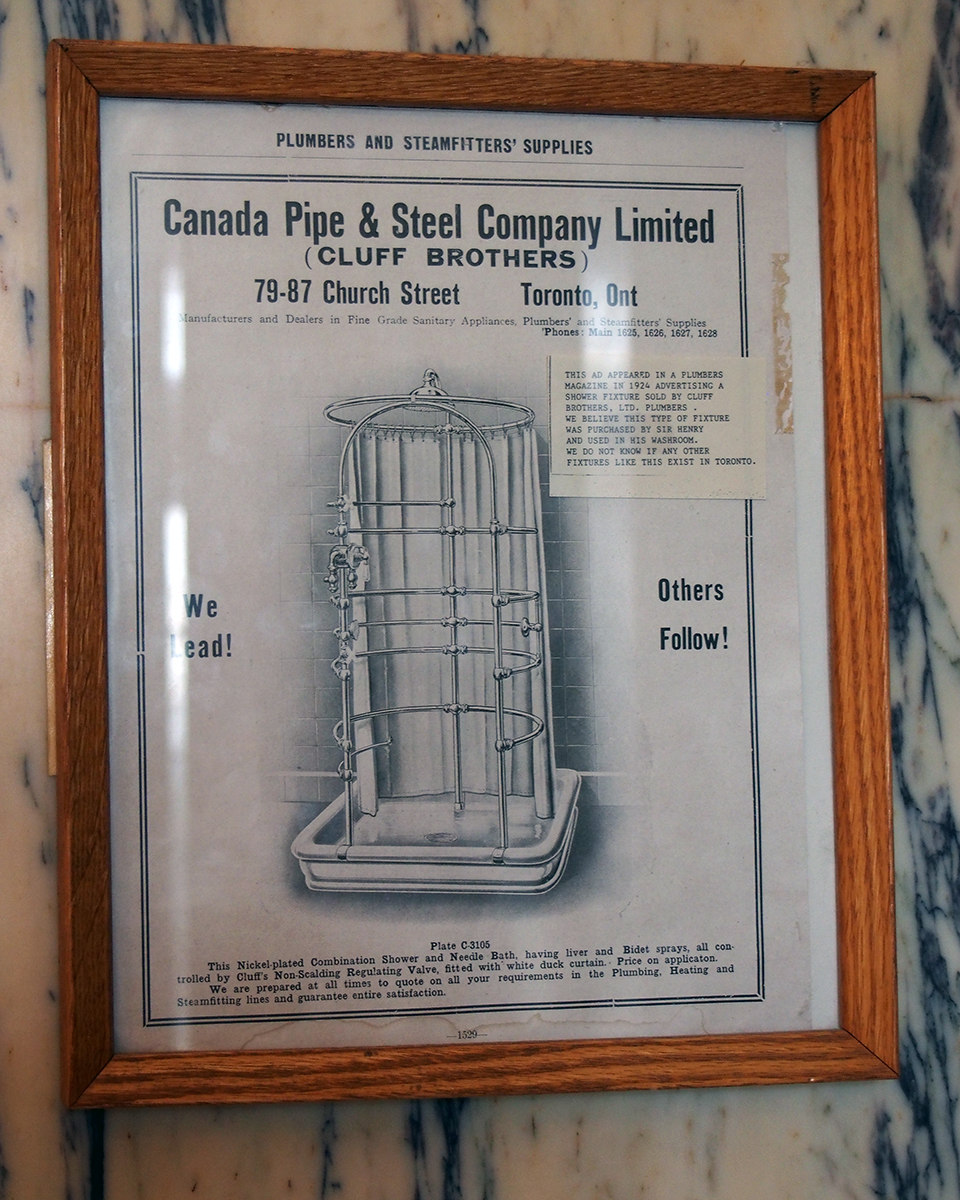 PLUMBERS AND STEAMFITTERS' SUPPLIES
Canada Pipe & Steel Company Limited
(CLUFF BROTHERS)
79-87 Church Street Toronto, Ont
Manufacturers and Dealers in Fine Grade Sanitary Appliances, Plumbers' and Steamfitters' Supplies
'Phones: Main 1625, 1626, 1627, 1628
THIS AD APPEARED IN A PLUMBERS
MAGAZINE IN 1924 ADVERTISING A
SHOWER FIXTURE SOLD BY CLUFF
BROTHERS, LTD. PLUMBERS .
WE BELIEVE THIS TYPE OF FIXTURE
WAS PURCHASED BY SIR HENRY
AND USED IN HIS WASHROOM.
WE DO NOT KNOW IF ANY OTHER
FIXTURES LIKE THIS EXIST IN TORONTO.
We
Lead!
Others
Follow!
Plate C-3105
This Nickel-plated Combination Shower and Needle Bath, having liver and Bidet sprays, all con-
trolled by Cluff's Non-Scalding Regulating Valve, fitted with white duck curtain. Price on applicaton.
We are prepared at all times to quote on all your requirements in the Plumbing, Heating and
Steamfitting lines and guarantee entire satisfaction.
—1529—